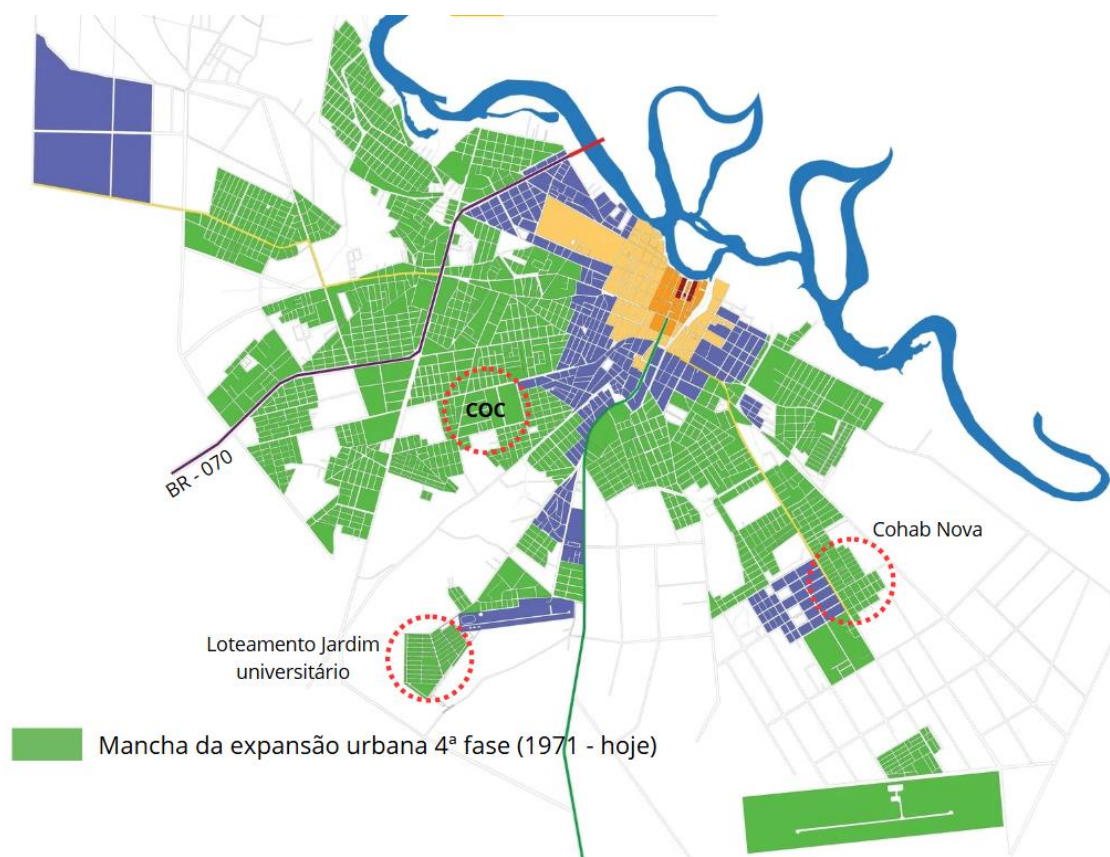 COC
BR - 070
Cohab Nova
Loteamento Jardim
universitário
Mancha da expansão urbana 4ª fase (1971 - hoje)